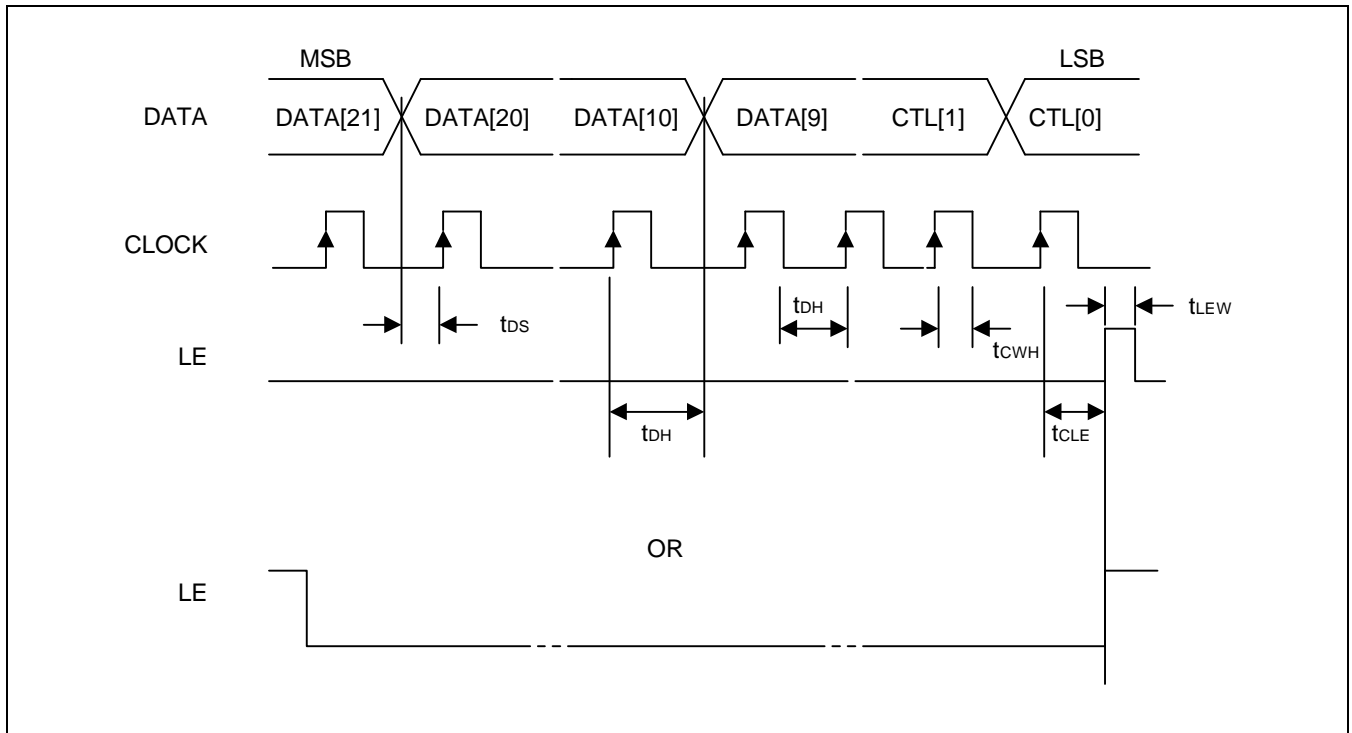 MSB LSB
DATA DATA[21] DATA[20] DATA[10] DATA[9] CTL[1] CTL[0]
CLOCK
tDS tDH tCWH tLEW
LE
tDH tCLE
OR
LE